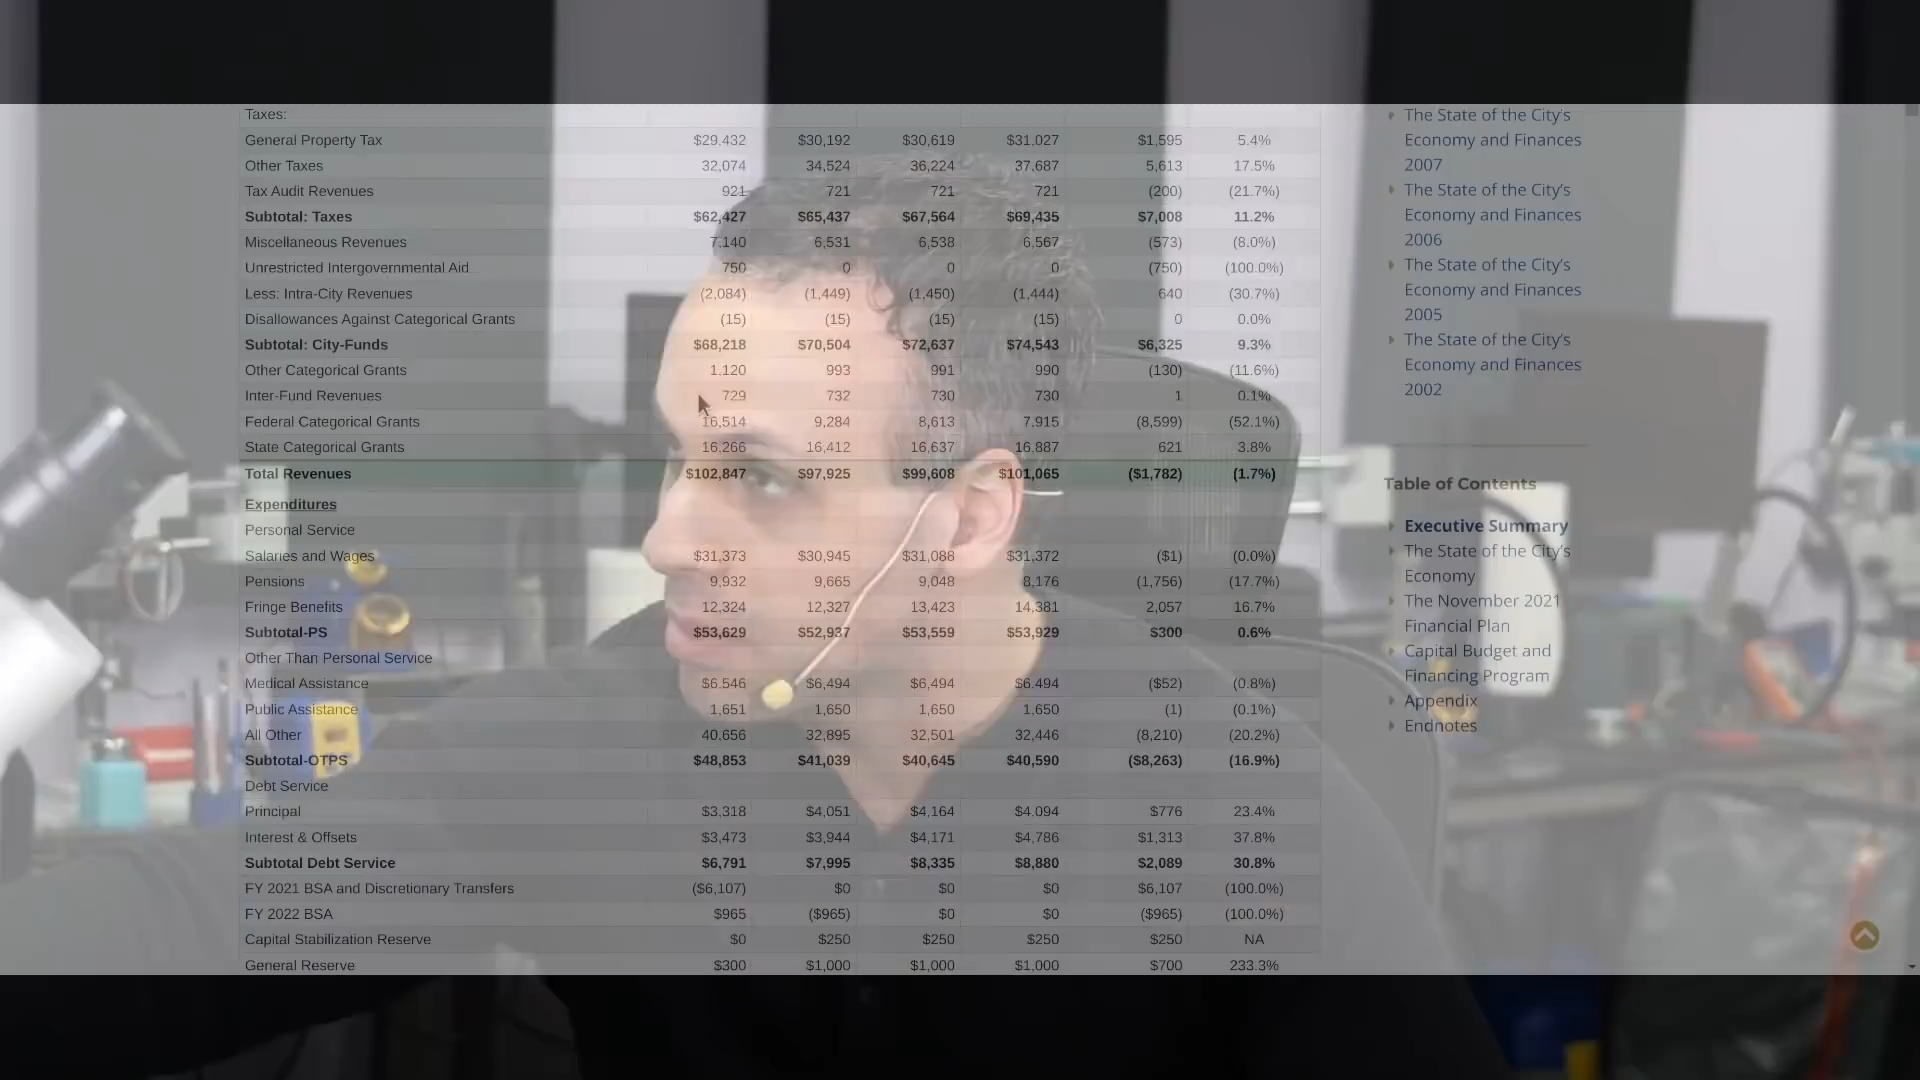 Taxes:
General Property Tax $29,432 $30,192 $30,619 $31,027 $1,595 5.4%
Other Taxes 32,074 34,524 36,224 37,687 5,613 17.5%
Tax Audit Revenues 921 721 721 721 (200) (21.7%)
Subtotal: Taxes $62,427 $65,437 $67,564 $69,435 $7,008 11.2%
Miscellaneous Revenues 7,140 6,531 6,538 6,567 (573) (8.0%)
Unrestricted Intergovernmental Aid 750 0 0 0 (750) (100.0%)
Less: Intra-City Revenues (2,084) (1,449) (1,450) (1,444) 640 (30.7%)
Disallowances Against Categorical Grants (15) (15) (15) (15) 0 0.0%
Subtotal: City-Funds $68,218 $70,504 $72,637 $74,543 $6,325 9.3%
Other Categorical Grants 1,120 993 991 990 (130) (11.6%)
Inter-Fund Revenues 729 732 730 730 1 0.1%
Federal Categorical Grants 16,514 9,284 8,613 7,915 (8,599) (52.1%)
State Categorical Grants 16,266 16,412 16,637 16,887 621 3.8%
Total Revenues $102,847 $97,925 $99,608 $101,065 ($1,782) (1.7%)
Expenditures
Personal Service
Salaries and Wages $31,373 $30,945 $31,088 $31,372 ($1) (0.0%)
Pensions 9,932 9,665 9,048 8,176 (1,756) (17.7%)
Fringe Benefits 12,324 12,327 13,423 14,381 2,057 16.7%
Subtotal-PS $53,629 $52,937 $53,559 $53,929 $300 0.6%
Other Than Personal Service
Medical Assistance $6,546 $6,494 $6,494 $6,494 ($52) (0.8%)
Public Assistance 1,651 1,650 1,650 1,650 (1) (0.1%)
All Other 40,656 32,895 32,501 32,446 (8,210) (20.2%)
Subtotal-OTPS $48,853 $41,039 $40,645 $40,590 ($8,263) (16.9%)
Debt Service
Principal $3,318 $4,051 $4,164 $4,094 $776 23.4%
Interest & Offsets $3,473 $3,944 $4,171 $4,786 $1,313 37.8%
Subtotal Debt Service $6,791 $7,995 $8,335 $8,880 $2,089 30.8%
FY 2021 BSA and Discretionary Transfers ($6,107) $0 $0 $0 $6,107 (100.0%)
FY 2022 BSA $965 ($965) $0 $0 ($965) (100.0%)
Capital Stabilization Reserve $0 $250 $250 $250 $250 NA
General Reserve $300 $1,000 $1,000 $1,000 $700 233.3%
The State of the City's
Economy and Finances
2007
The State of the City's
Economy and Finances
2006
The State of the City's
Economy and Finances
2005
The State of the City's
Economy and Finances
2002
Table of Contents
Executive Summary
The State of the City's
Economy
The November 2021
Financial Plan
Capital Budget and
Financing Program
Appendix
Endnotes